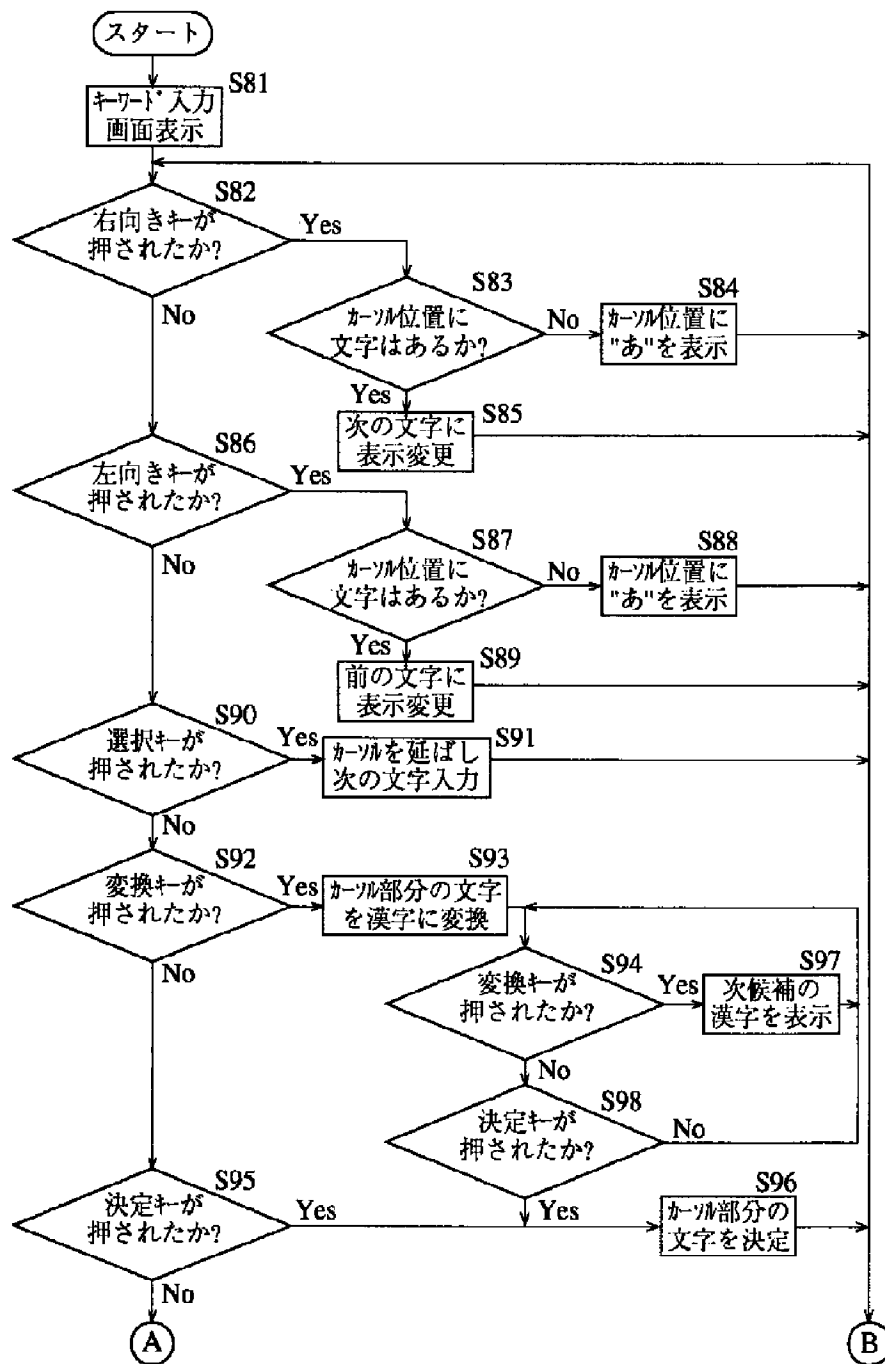 スタート
S81
キーワード入力
画面表示
S82
右向きキーが
押されたか?
Yes
No
S83
カーソル位置に
文字はあるか?
No
Yes
S84
カーソル位置に
"あ"を表示
S85
次の文字に
表示変更
S86
左向きキーが
押されたか?
Yes
No
S87
カーソル位置に
文字はあるか?
No
Yes
S88
カーソル位置に
"あ"を表示
S89
前の文字に
表示変更
S90
選択キーが
押されたか?
Yes
No
S91
カーソルを延ばし
次の文字入力
S92
変換キーが
押されたか?
Yes
No
S93
カーソル部分の文字
を漢字に変換
S94
変換キーが
押されたか?
Yes
No
S97
次候補の
漢字を表示
S98
決定キーが
押されたか?
No
Yes
S95
決定キーが
押されたか?
Yes
No
S96
カーソル部分の
文字を決定
A
B